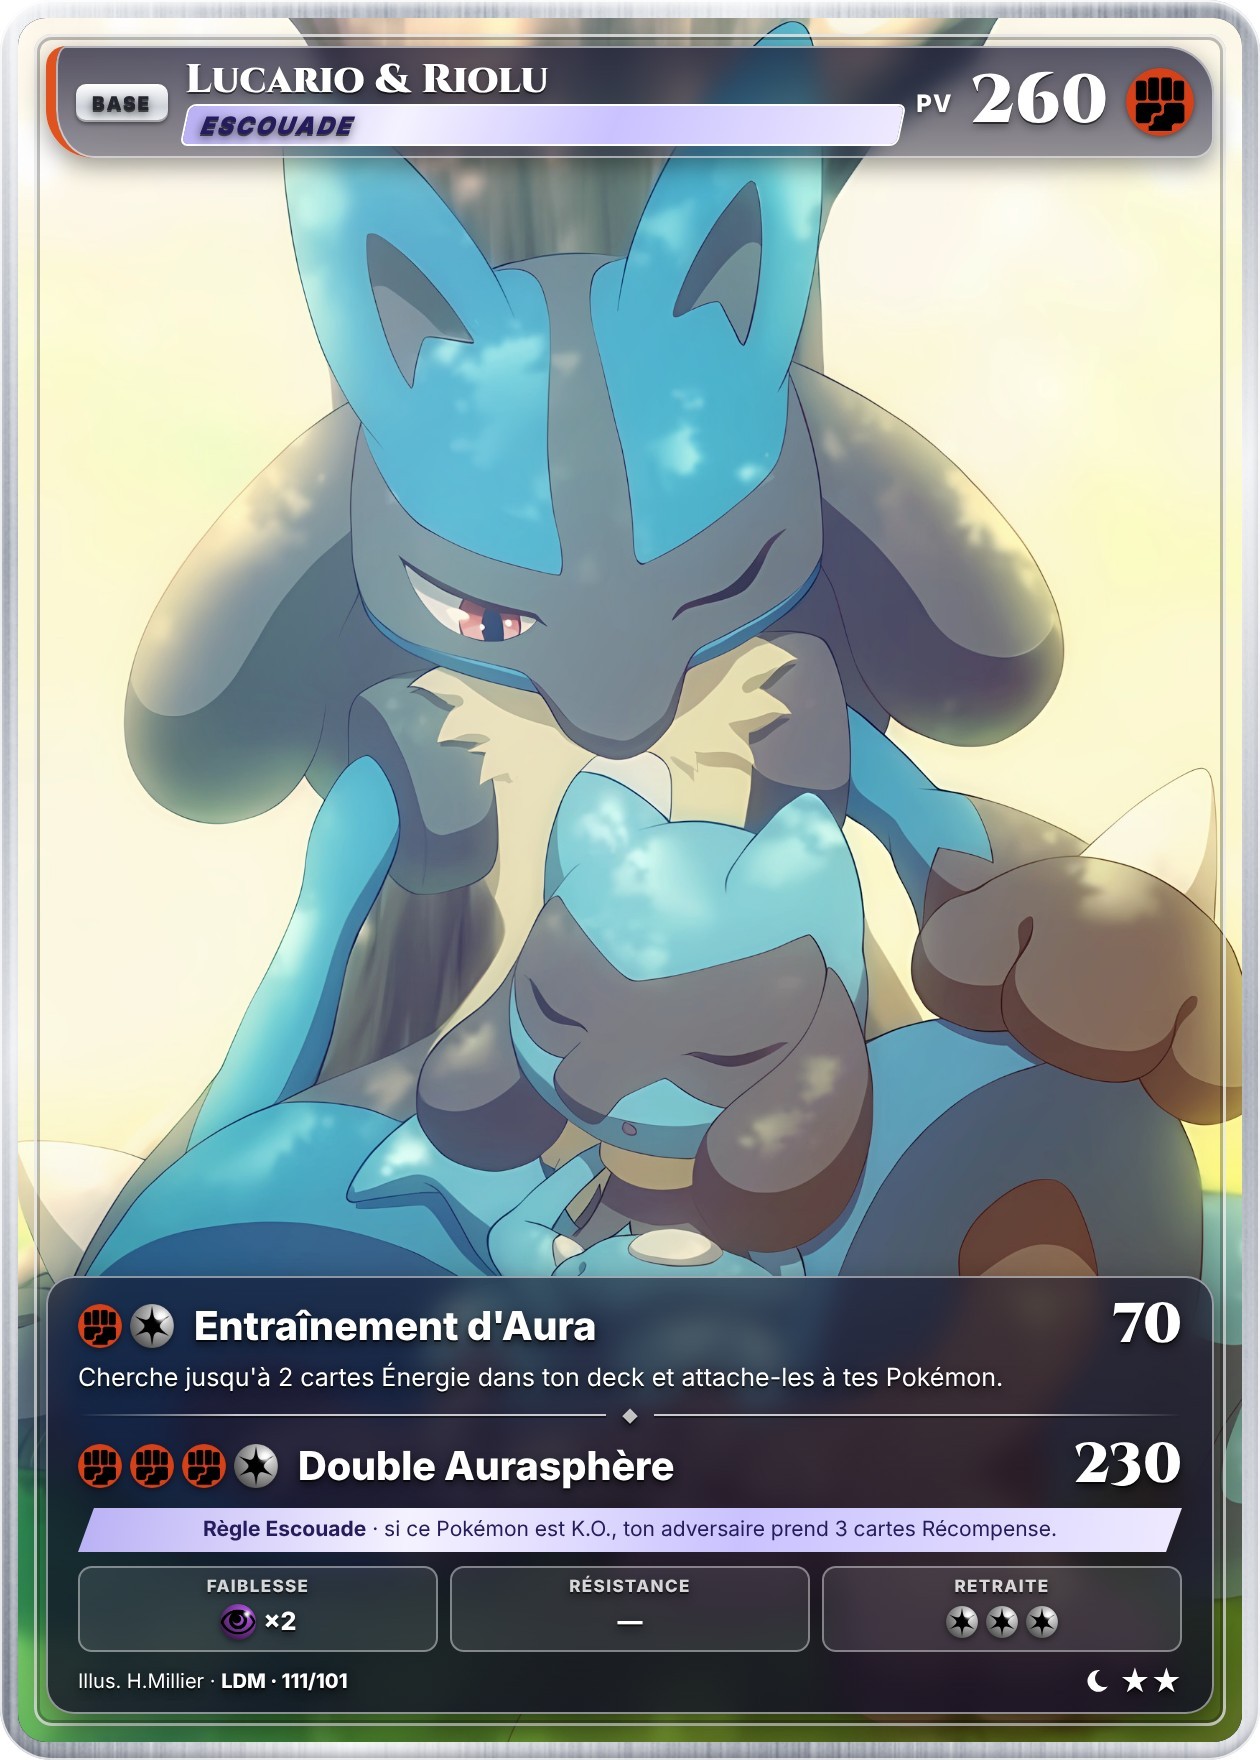 BASE
Lucario & Riolu
ESCOUADE
PV 260
Entraînement d'Aura 70
Cherche jusqu'à 2 cartes Énergie dans ton deck et attache-les à tes Pokémon.
Double Aurasphère 230
Règle Escouade · si ce Pokémon est K.O., ton adversaire prend 3 cartes Récompense.
FAIBLESSE
×2
RÉSISTANCE
—
RETRAITE
Illus. H.Millier · LDM · 111/101